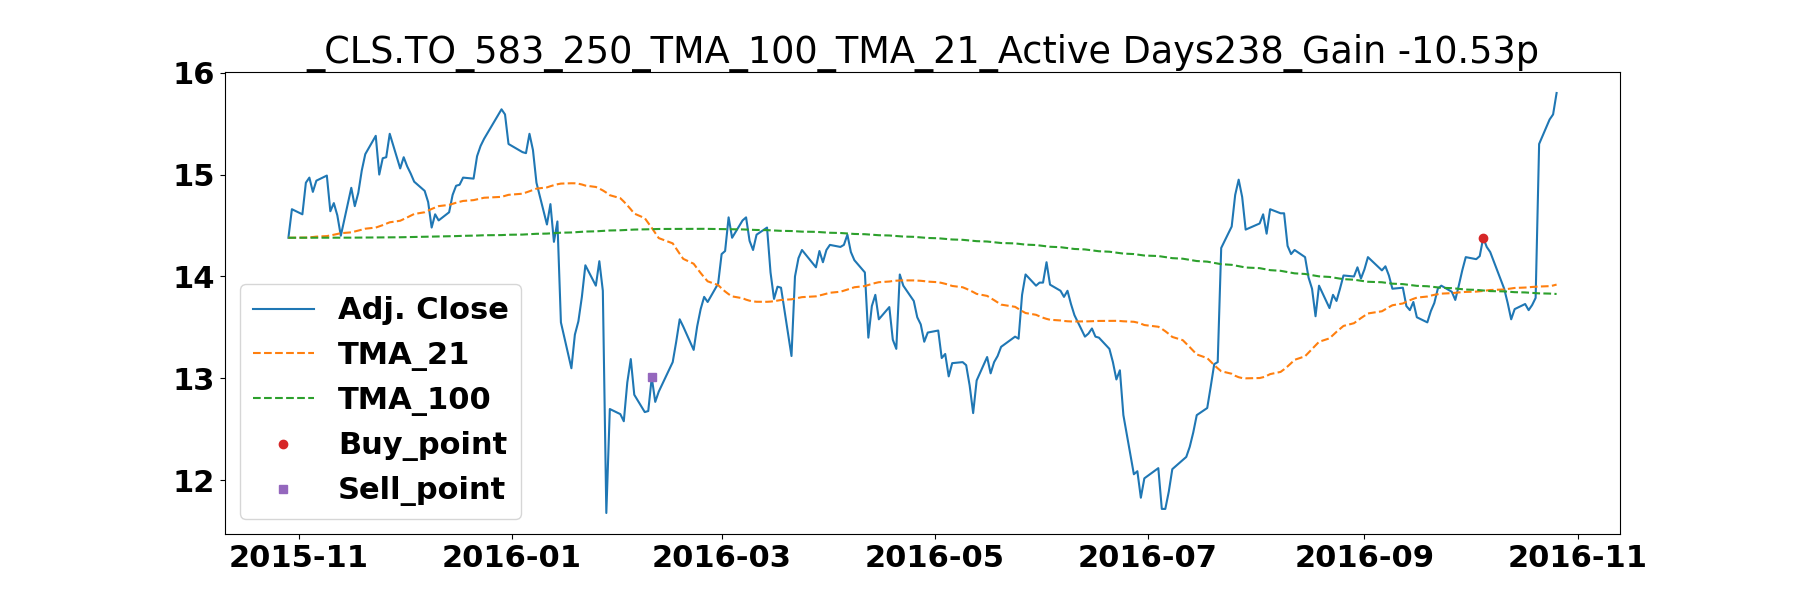 _CLS.TO_583_250_TMA_100_TMA_21_Active Days238_Gain -10.53p
16
15
14
13
12
Adj. Close
TMA_21
TMA_100
Buy_point
Sell_point
2015-11 2016-01 2016-03 2016-05 2016-07 2016-09 2016-11